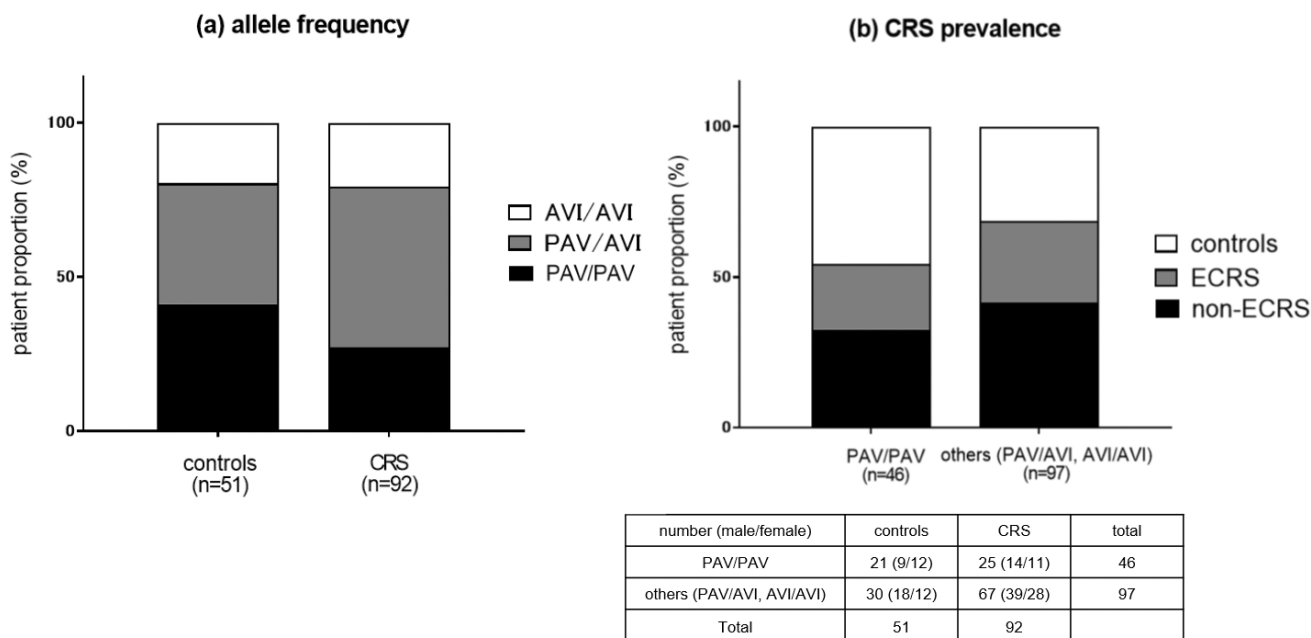 (a) allele frequency
patient proportion (%)
100
50
0
controls
(n=51)
CRS
(n=92)
AVI/AVI
PAV/AVI
PAV/PAV
(b) CRS prevalence
patient proportion (%)
100
50
0
PAV/PAV
(n=46)
others (PAV/AVI, AVI/AVI)
(n=97)
controls
ECRS
non-ECRS
number (male/female) controls CRS total
PAV/PAV 21 (9/12) 25 (14/11) 46
others (PAV/AVI, AVI/AVI) 30 (18/12) 67 (39/28) 97
Total 51 92